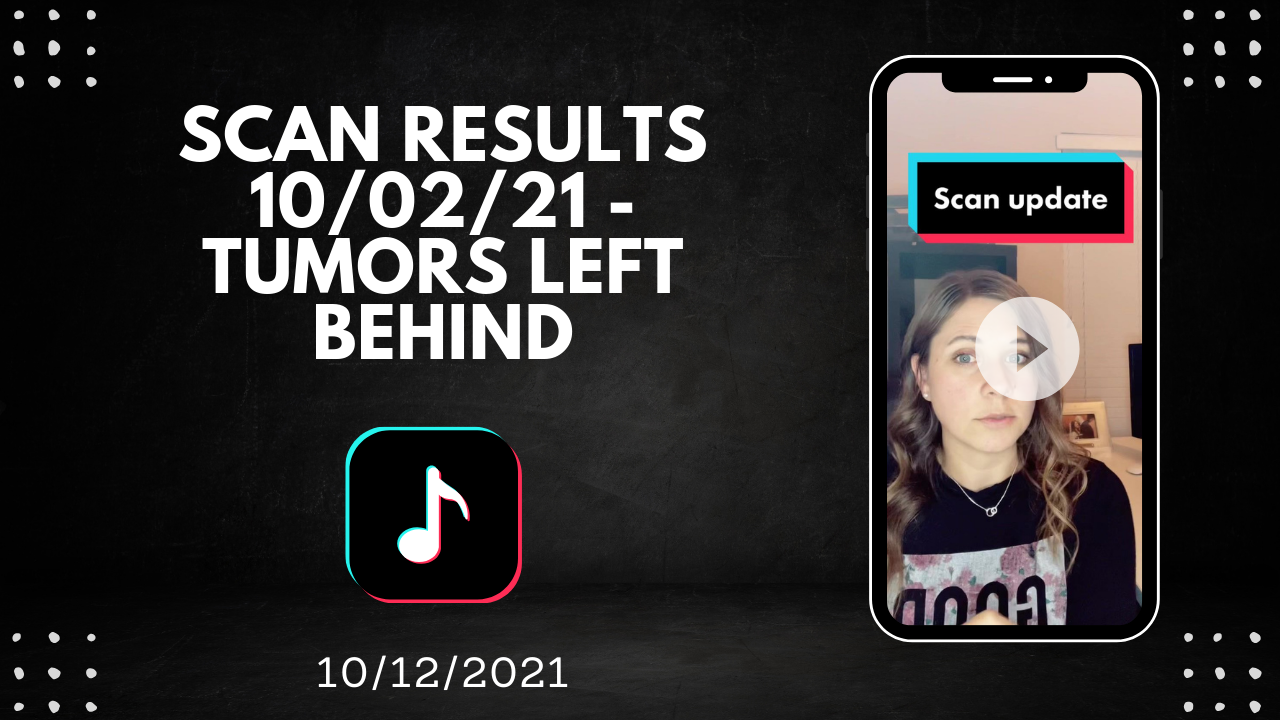 SCAN RESULTS
10/02/21 -
TUMORS LEFT
BEHIND
10/12/2021
Scan update